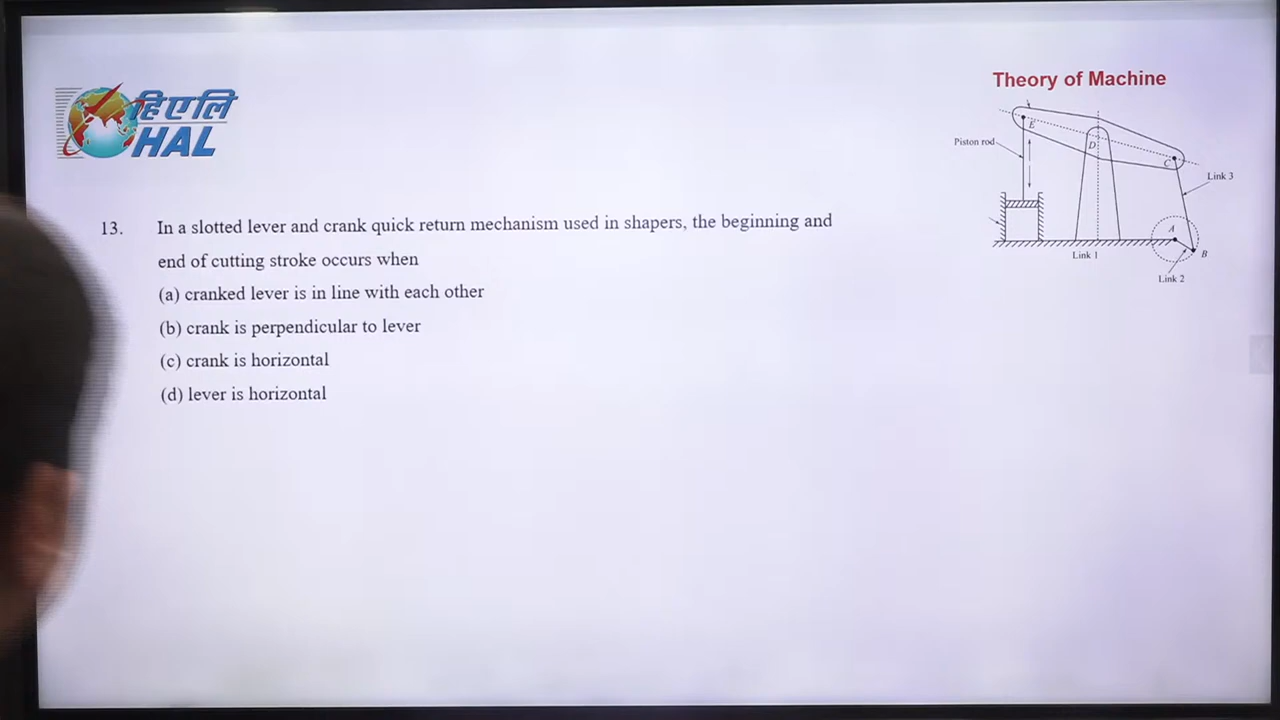 हिएलि
HAL
Theory of Machine
E
Piston rod
D
C
Link 3
A
B
Link 1
Link 2
13. In a slotted lever and crank quick return mechanism used in shapers, the beginning and
end of cutting stroke occurs when
(a) cranked lever is in line with each other
(b) crank is perpendicular to lever
(c) crank is horizontal
(d) lever is horizontal